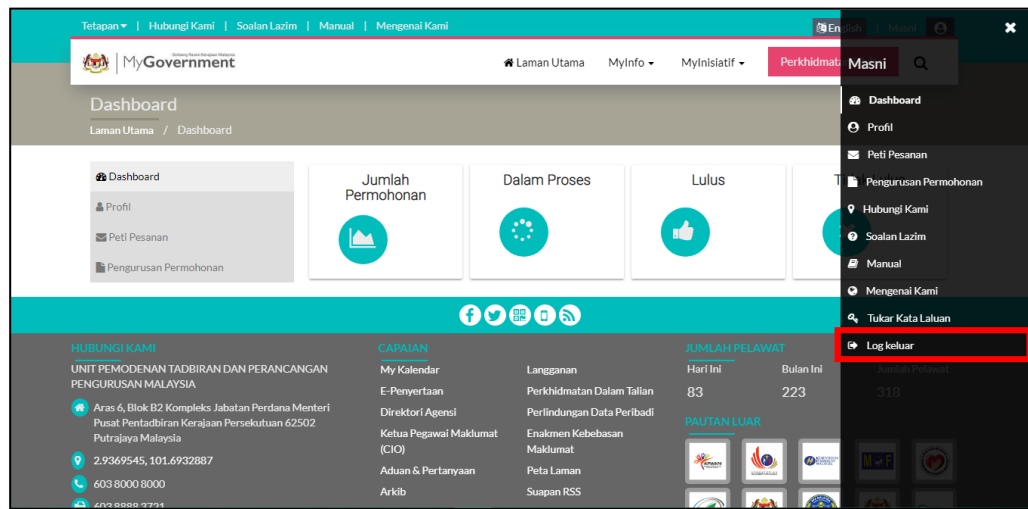 Tetapan | Hubungi Kami | Soalan Lazim | Manual | Mengenai Kami
English | Masni
MyGovernment
Laman Utama MyInfo MyInisiatif Perkhidmata
Masni
Dashboard
Laman Utama / Dashboard
Dashboard
Profil
Peti Pesanan
Pengurusan Permohonan
Jumlah
Permohonan
Dalam Proses
Lulus
Dashboard
Profil
Peti Pesanan
Pengurusan Permohonan
Hubungi Kami
Soalan Lazim
Manual
Mengenai Kami
Tukar Kata Laluan
Log keluar
HUBUNGI KAMI
UNIT PEMODENAN TADBIRAN DAN PERANCANGAN
PENGURUSAN MALAYSIA
Aras 6, Blok B2 Kompleks Jabatan Perdana Menteri
Pusat Pentadbiran Kerajaan Persekutuan 62502
Putrajaya Malaysia
2.9369545, 101.6932887
603 8000 8000
603 8888 3721
CAPAIAN
My Kalendar
E-Penyertaan
Direktori Agensi
Ketua Pegawai Maklumat
(CIO)
Aduan & Pertanyaan
Arkib
Langganan
Perkhidmatan Dalam Talian
Perlindungan Data Peribadi
Enakmen Kebebasan
Maklumat
Peta Laman
Suapan RSS
JUMLAH PELAWAT
Hari Ini Bulan Ini Jumlah Pelawat
83 223 318
PAUTAN LUAR